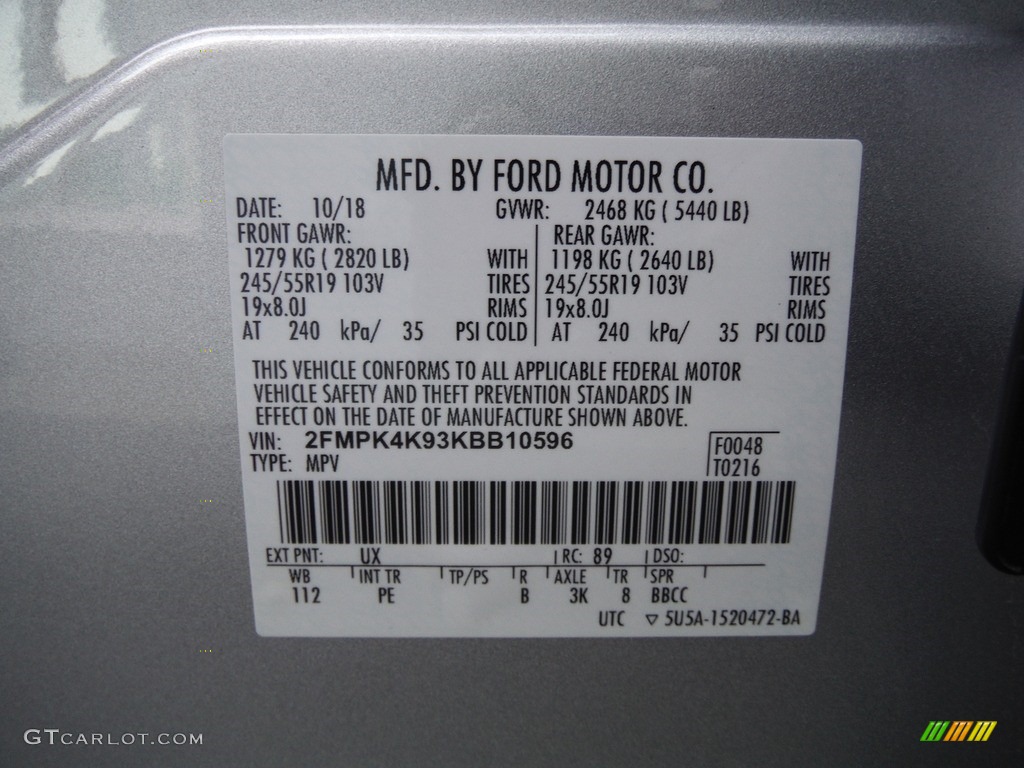 MFD. BY FORD MOTOR CO.
DATE: 10/18 GVWR: 2468 KG ( 5440 LB)
FRONT GAWR: REAR GAWR:
1279 KG ( 2820 LB) WITH 1198 KG ( 2640 LB) WITH
245/55R19 103V TIRES 245/55R19 103V TIRES
19x8.0J RIMS 19x8.0J RIMS
AT 240 kPa/ 35 PSI COLD AT 240 kPa/ 35 PSI COLD
THIS VEHICLE CONFORMS TO ALL APPLICABLE FEDERAL MOTOR
VEHICLE SAFETY AND THEFT PREVENTION STANDARDS IN
EFFECT ON THE DATE OF MANUFACTURE SHOWN ABOVE.
VIN: 2FMPK4K93KBB10596 F0048
TYPE: MPV T0216
EXT PNT: UX RC: 89 DSO:
WB INT TR TP/PS R AXLE TR SPR
112 PE B 3K 8 BBCC
UTC ▽ 5U5A-1520472-BA
GTCARLOT.COM